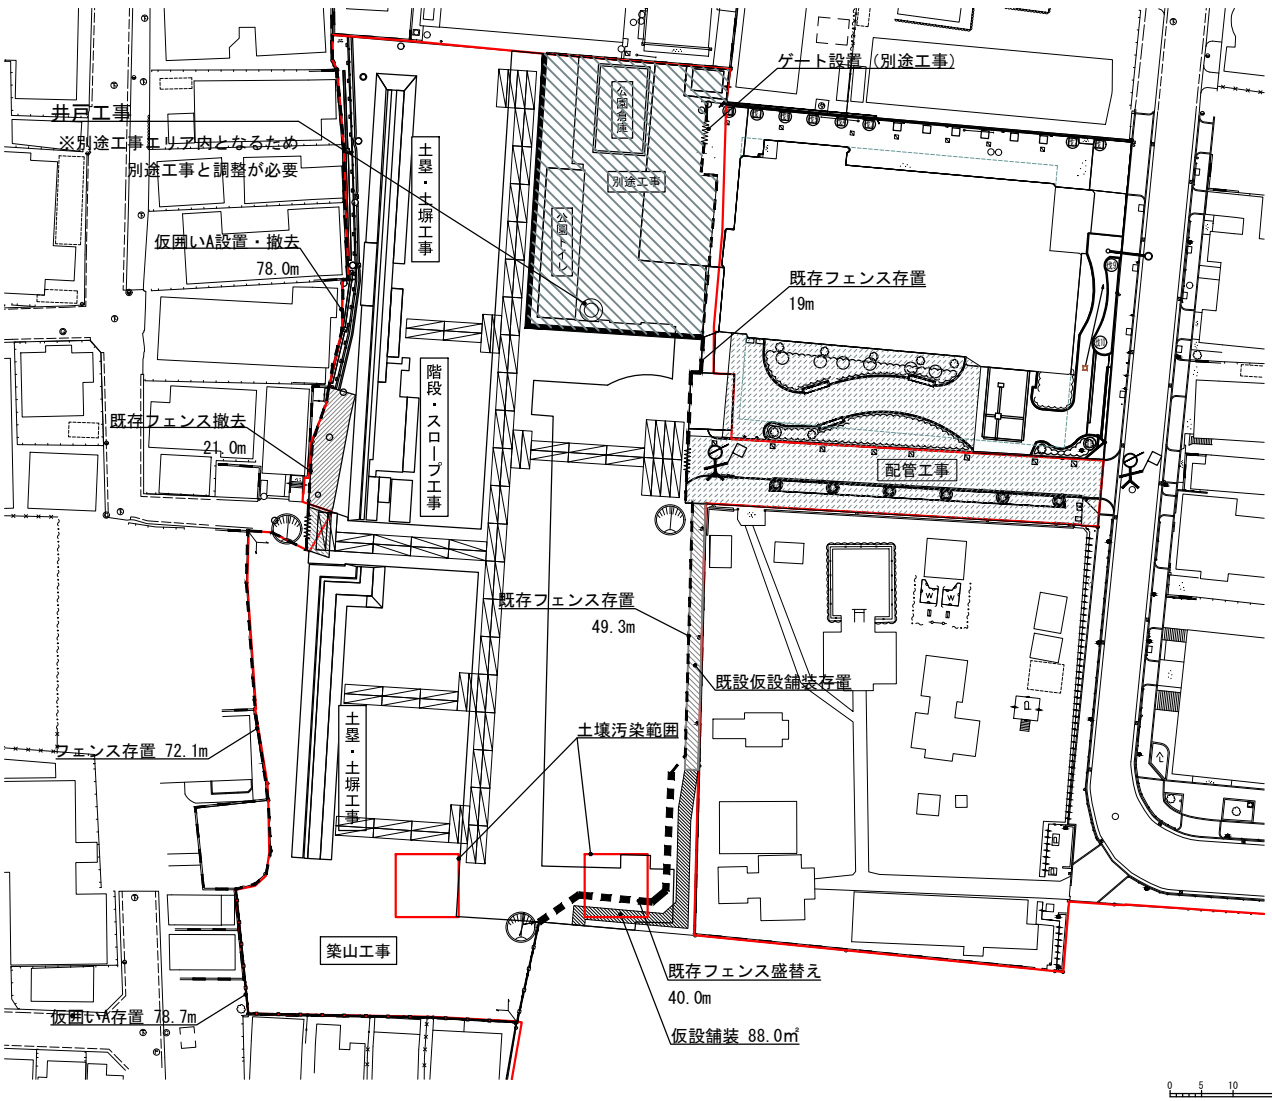 ゲート設置（別途工事）
井戸工事
※別途工事エリア内となるため
別途工事と調整が必要
公園倉庫
土塁・土塀工事
別途工事
公園トイレ
仮囲いA設置・撤去
78.0m
既存フェンス存置
19m
階段・スロープ工事
既存フェンス撤去
21.0m
配管工事
既存フェンス存置
49.3m
既設仮設舗装存置
土壌汚染範囲
土塁・土塀工事
フェンス存置 72.1m
築山工事
既存フェンス盛替え
40.0m
仮囲いA存置 78.7m
仮設舗装 88.0㎡
W W
0 5 10